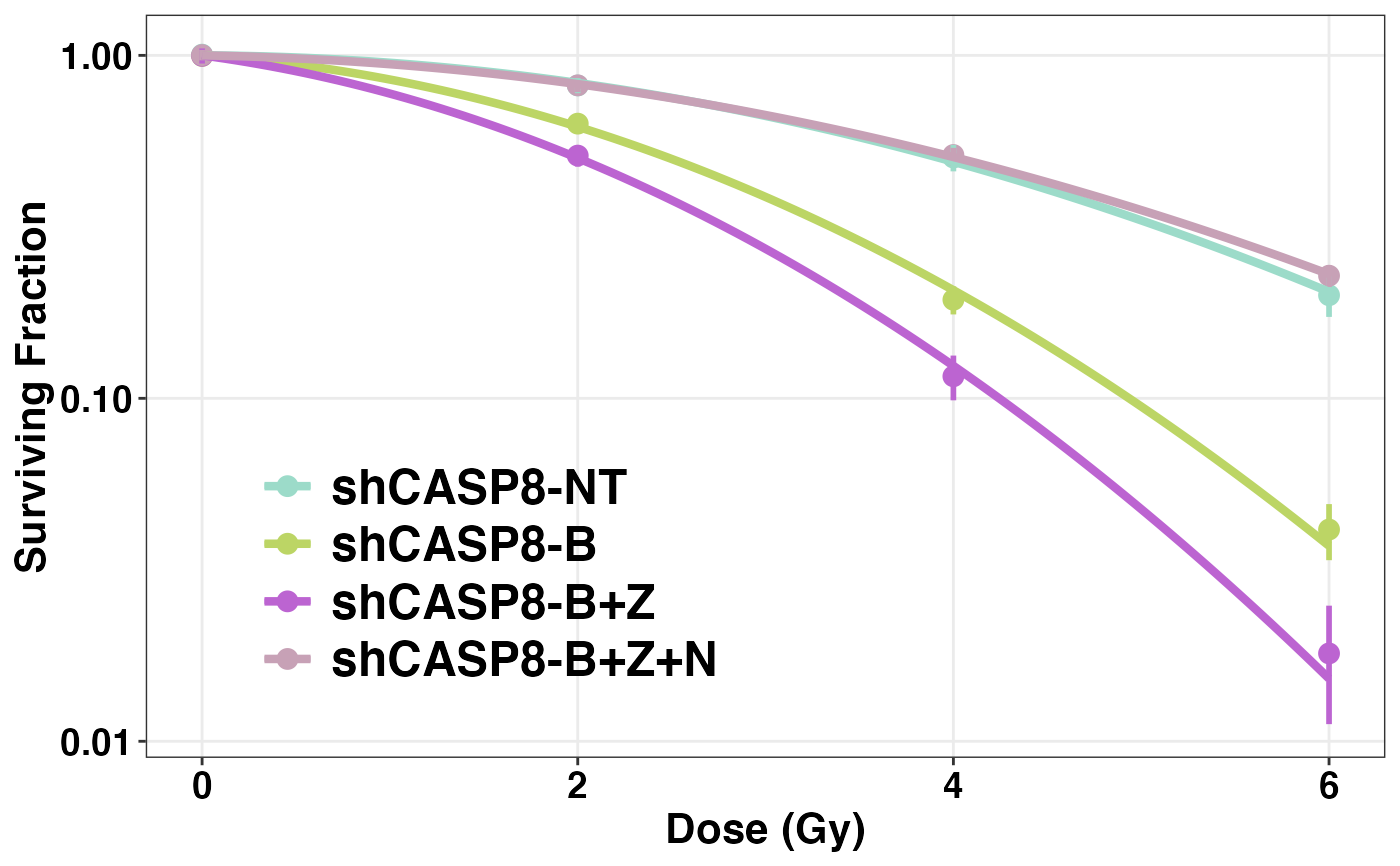 1.00
0.10
0.01
Surviving Fraction
shCASP8-NT
shCASP8-B
shCASP8-B+Z
shCASP8-B+Z+N
0 2 4 6
Dose (Gy)